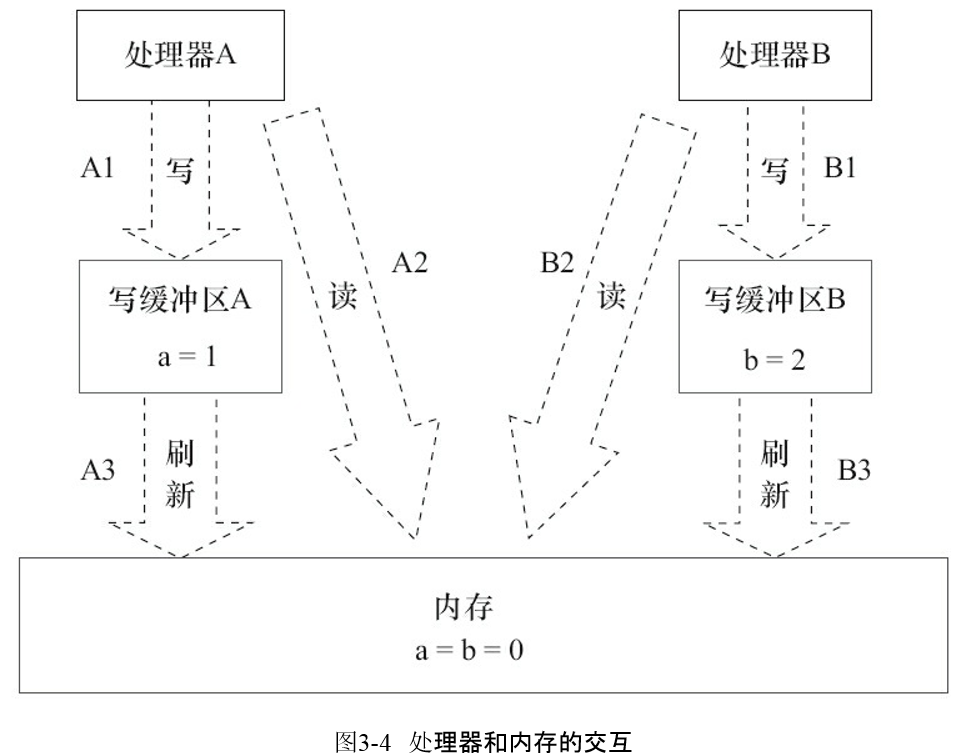 处理器A
处理器B
A1
写
写
B1
A2
B2
读
读
写缓冲区A
a = 1
写缓冲区B
b = 2
A3
刷
新
刷
新
B3
内存
a = b = 0
图3-4 处理器和内存的交互